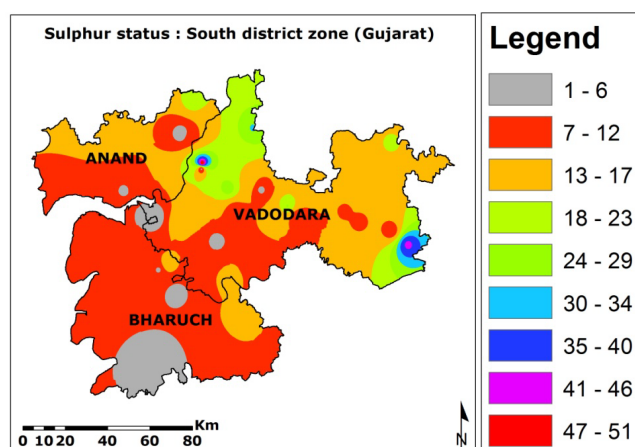 Sulphur status : South district zone (Gujarat)
ANAND
VADODARA
BHARUCH
Km
0 10 20 40 60 80
N
Legend
1 - 6
7 - 12
13 - 17
18 - 23
24 - 29
30 - 34
35 - 40
41 - 46
47 - 51